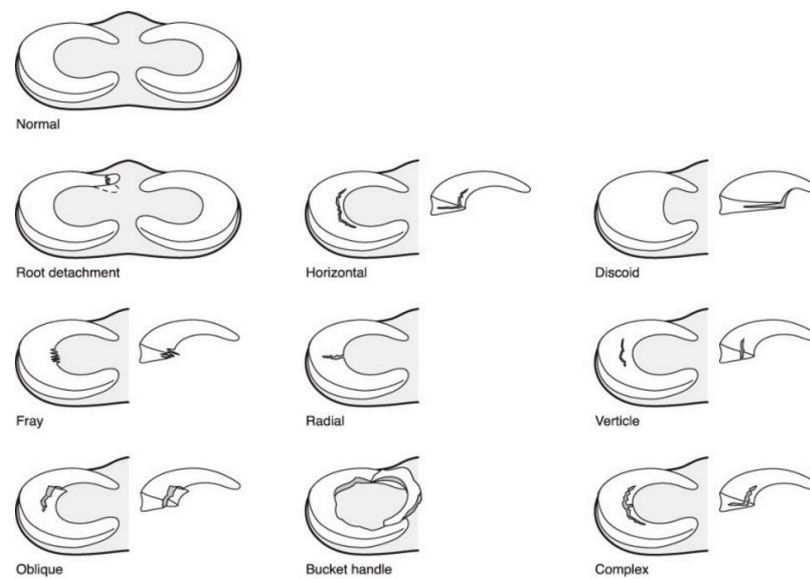 Normal
Root detachment
Horizontal
Discoid
Fray
Radial
Verticle
Oblique
Bucket handle
Complex